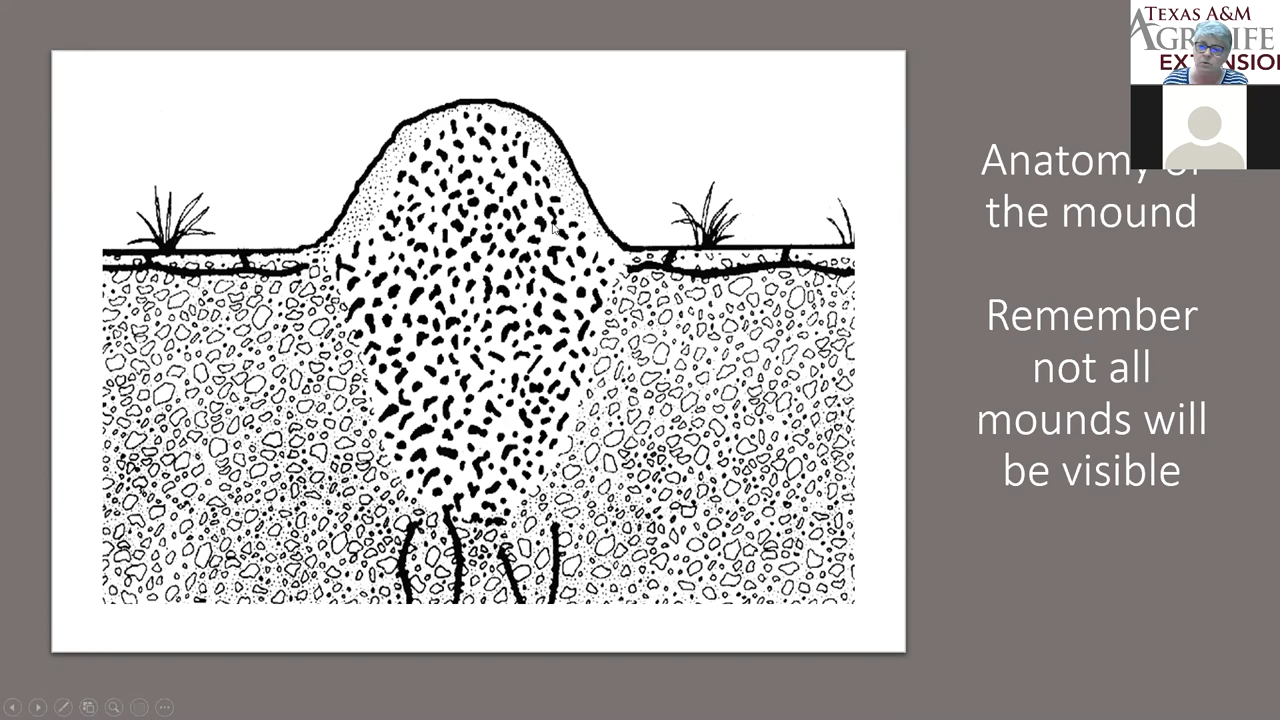 TEXAS A&M
AGRILIFE
EXTENSION
Anatomy of
the mound
Remember
not all
mounds will
be visible